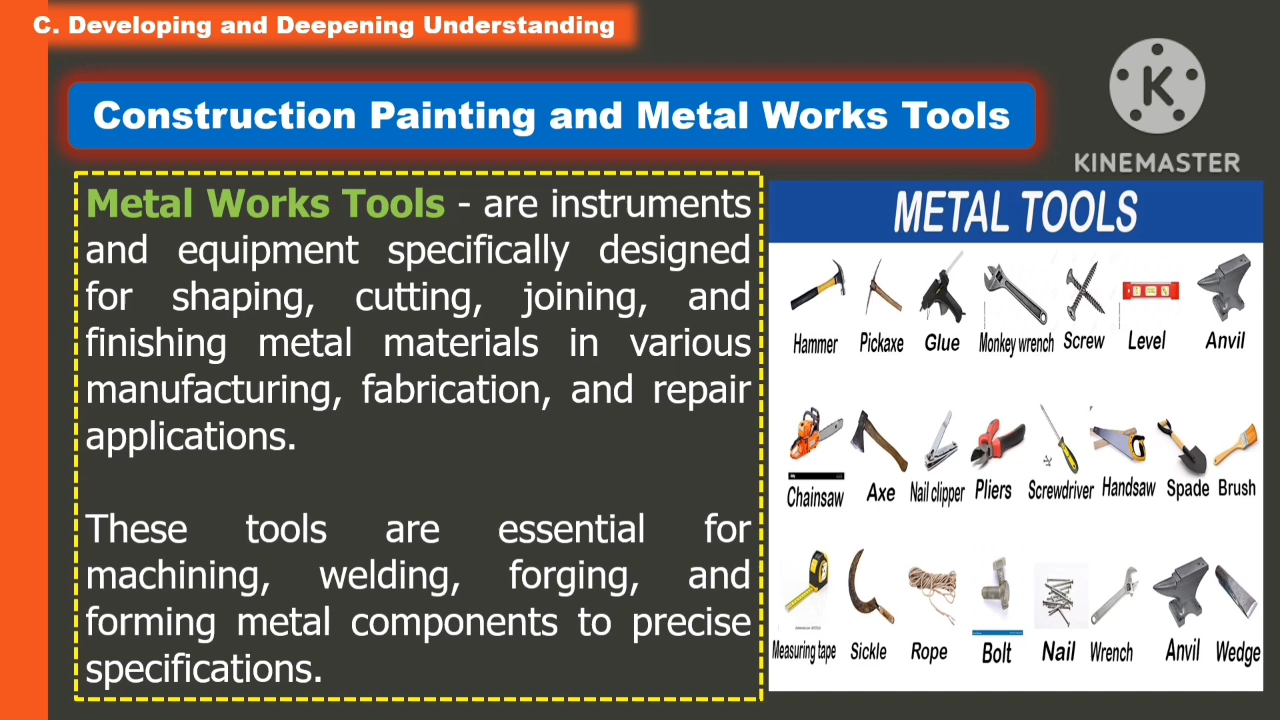 C. Developing and Deepening Understanding
Construction Painting and Metal Works Tools
K
KINEMASTER
Metal Works Tools - are instruments
and equipment specifically designed
for shaping, cutting, joining, and
finishing metal materials in various
manufacturing, fabrication, and repair
applications.
These tools are essential for
machining, welding, forging, and
forming metal components to precise
specifications.
METAL TOOLS
Hammer Pickaxe Glue Monkey wrench Screw Level Anvil
Chainsaw Axe Nail clipper Pliers Screwdriver Handsaw Spade Brush
Measuring tape Sickle Rope Bolt Nail Wrench Anvil Wedge